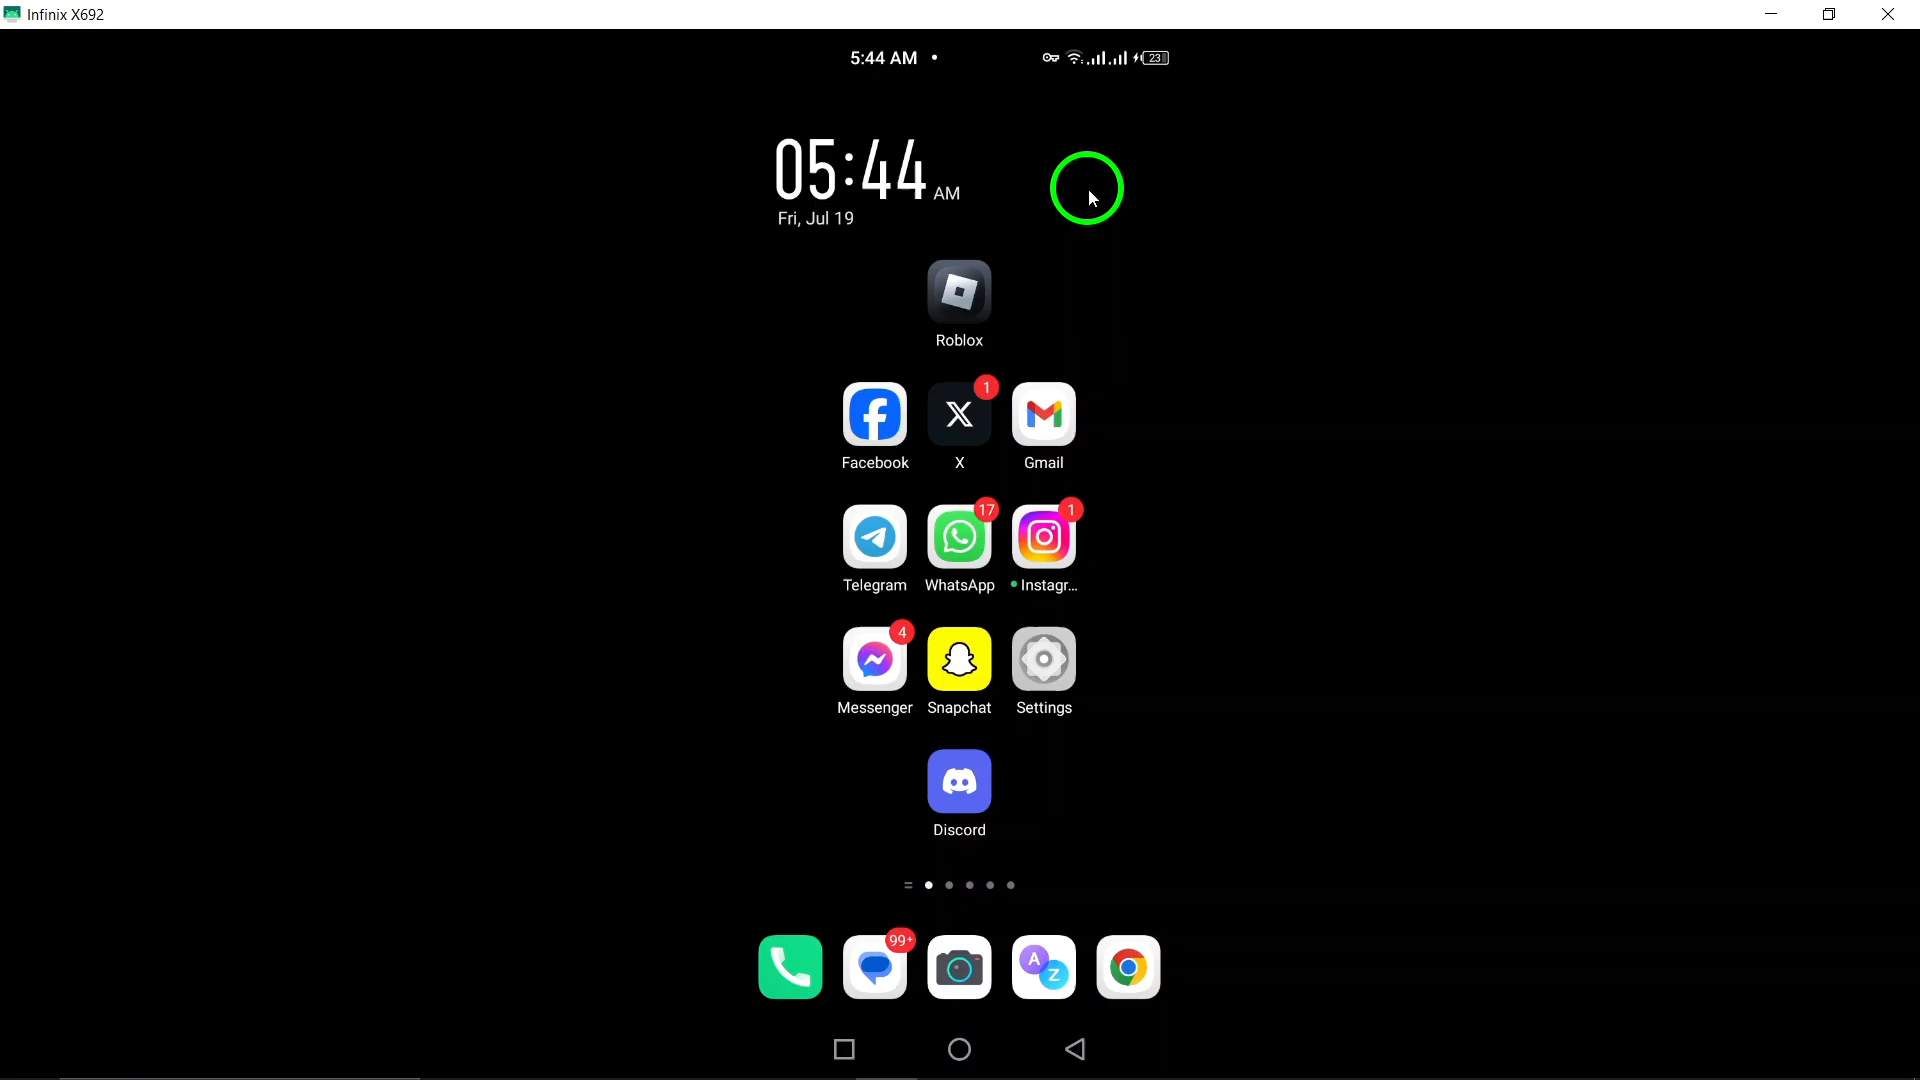 Infinix X692
5:44 AM
23
05:44 AM
Fri, Jul 19
Roblox
1
Facebook X Gmail
17 1
Telegram WhatsApp Instagr...
4
Messenger Snapchat Settings
Discord
99+
A
Z